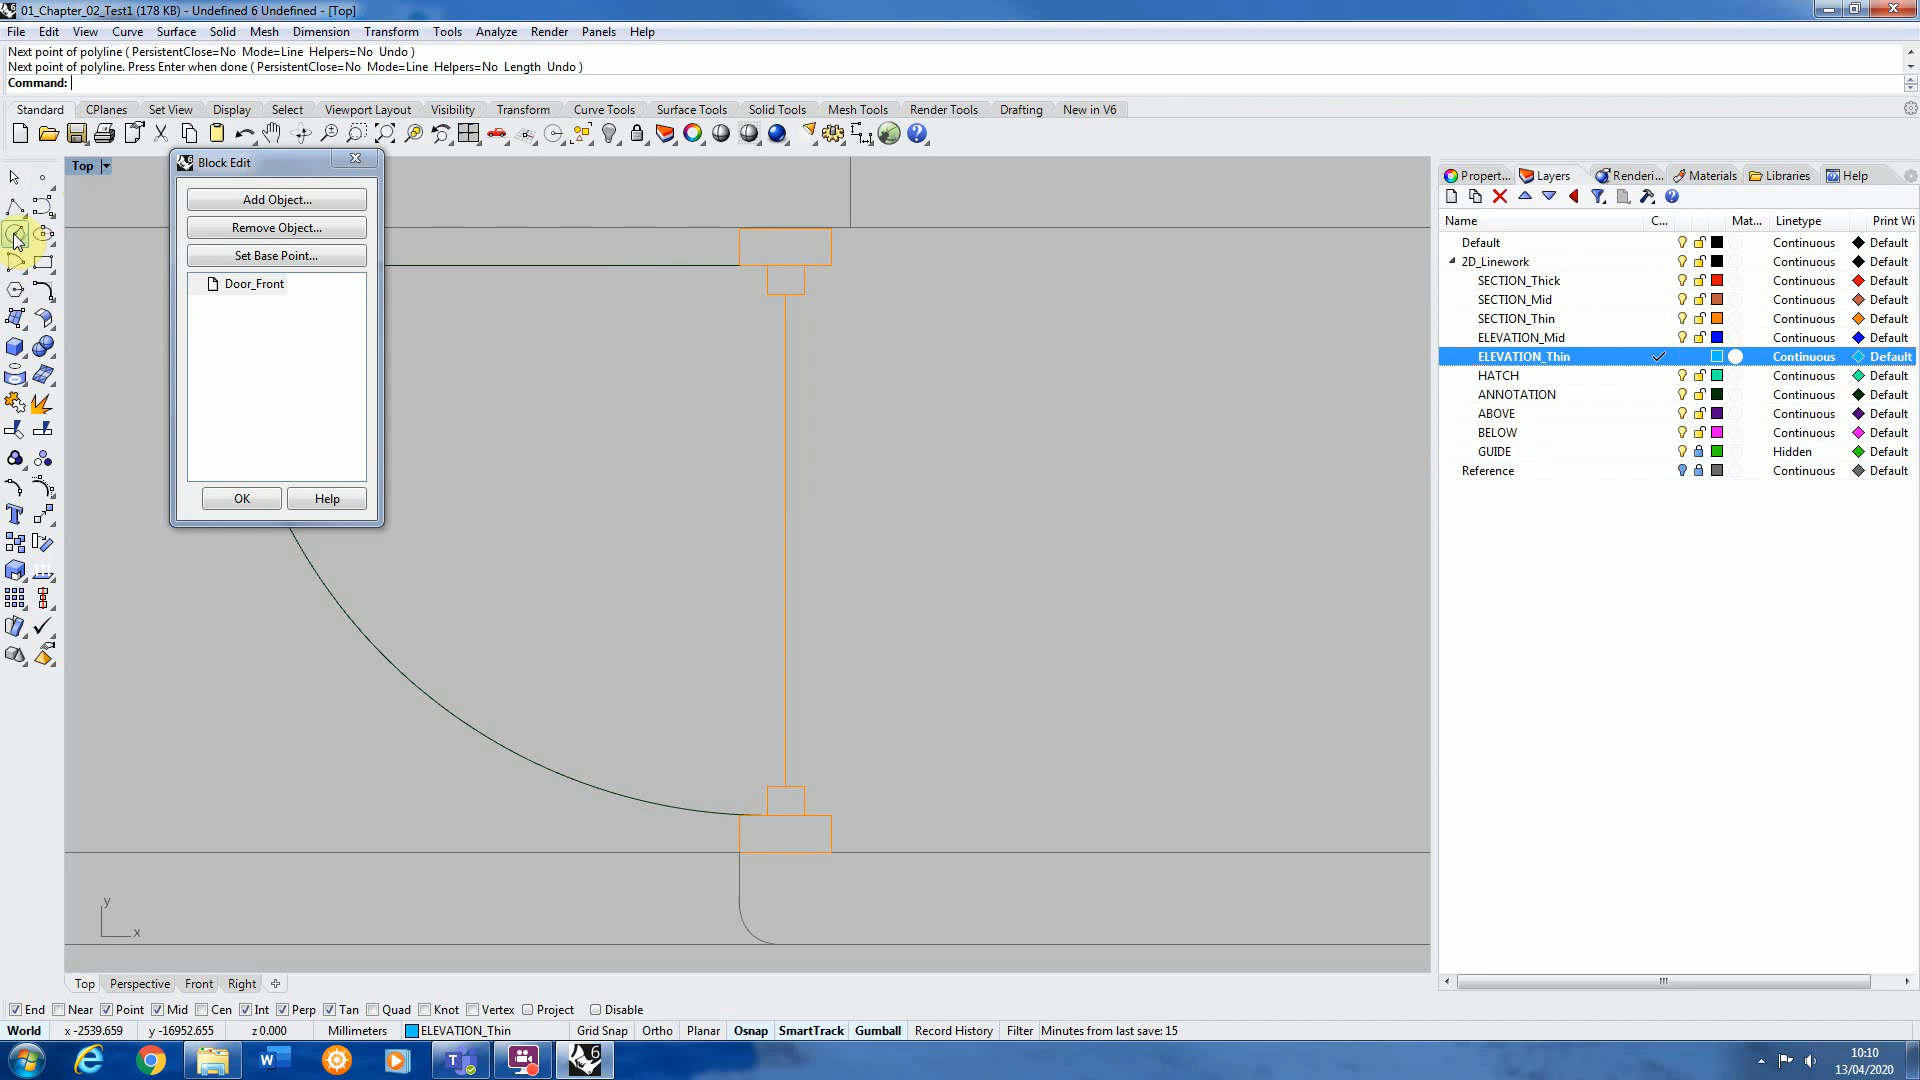 01_Chapter_02_Test1 (178 KB) - Undefined 6 Undefined - [Top]
File Edit View Curve Surface Solid Mesh Dimension Transform Tools Analyze Render Panels Help
Next point of polyline ( PersistentClose=No Mode=Line Helpers=No Undo )
Next point of polyline. Press Enter when done ( PersistentClose=No Mode=Line Helpers=No Length Undo )
Command:
Standard CPlanes Set View Display Select Viewport Layout Visibility Transform Curve Tools Surface Tools Solid Tools Mesh Tools Render Tools Drafting New in V6
Top
Block Edit
Add Object...
Remove Object...
Set Base Point...
Door_Front
OK Help
y
x
Propert... Layers Renderi... Materials Libraries Help
Name C... Mat... Linetype Print Wi
Default Continuous Default
2D_Linework Continuous Default
SECTION_Thick Continuous Default
SECTION_Mid Continuous Default
SECTION_Thin Continuous Default
ELEVATION_Mid Continuous Default
ELEVATION_Thin Continuous Default
HATCH Continuous Default
ANNOTATION Continuous Default
ABOVE Continuous Default
BELOW Continuous Default
GUIDE Hidden Default
Reference Continuous Default
Top Perspective Front Right
End Near Point Mid Cen Int Perp Tan Quad Knot Vertex Project Disable
World x -2539.659 y -16952.655 z 0.000 Millimeters ELEVATION_Thin Grid Snap Ortho Planar Osnap SmartTrack Gumball Record History Filter Minutes from last save: 15
10:10
13/04/2020